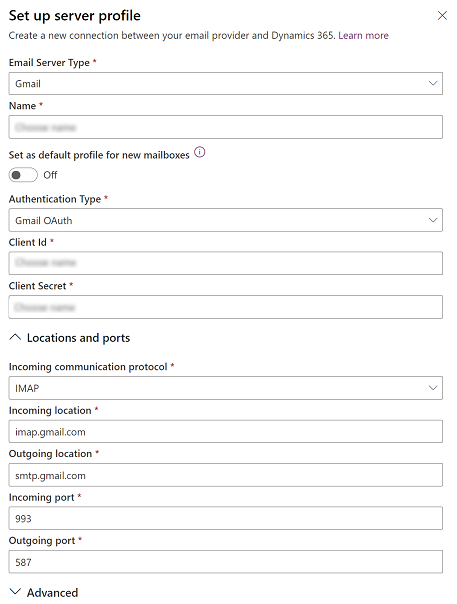 Set up server profile
Create a new connection between your email provider and Dynamics 365. Learn more
Email Server Type *
Gmail
Name *
Choose name
Set as default profile for new mailboxes
Off
Authentication Type *
Gmail OAuth
Client Id *
Choose name
Client Secret *
Choose name
Locations and ports
Incoming communication protocol *
IMAP
Incoming location *
imap.gmail.com
Outgoing location *
smtp.gmail.com
Incoming port *
993
Outgoing port *
587
Advanced